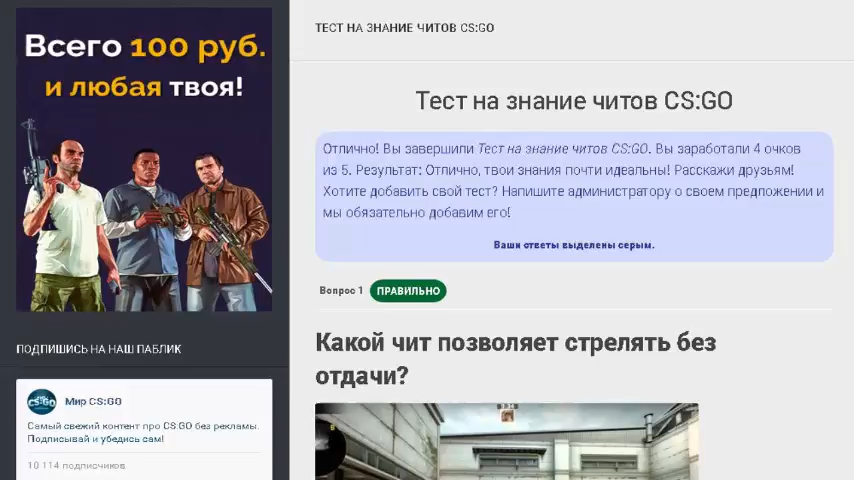 Всего 100 руб.
и любая твоя!
ПОДПИШИСЬ НА НАШ ПАБЛИК
Мир CS:GO
Самый свежий контент про CS:GO без рекламы.
Подписывай и убедись сам!
10 114 подписчиков
ТЕСТ НА ЗНАНИЕ ЧИТОВ CS:GO
Тест на знание читов CS:GO
Отлично! Вы завершили Тест на знание читов CS:GO. Вы заработали 4 очков
из 5. Результат: Отлично, твои знания почти идеальны! Расскажи друзьям!
Хотите добавить свой тест? Напишите администратору о своем предложении и
мы обязательно добавим его!
Ваши ответы выделены серым.
Вопрос 1 ПРАВИЛЬНО
Какой чит позволяет стрелять без
отдачи?